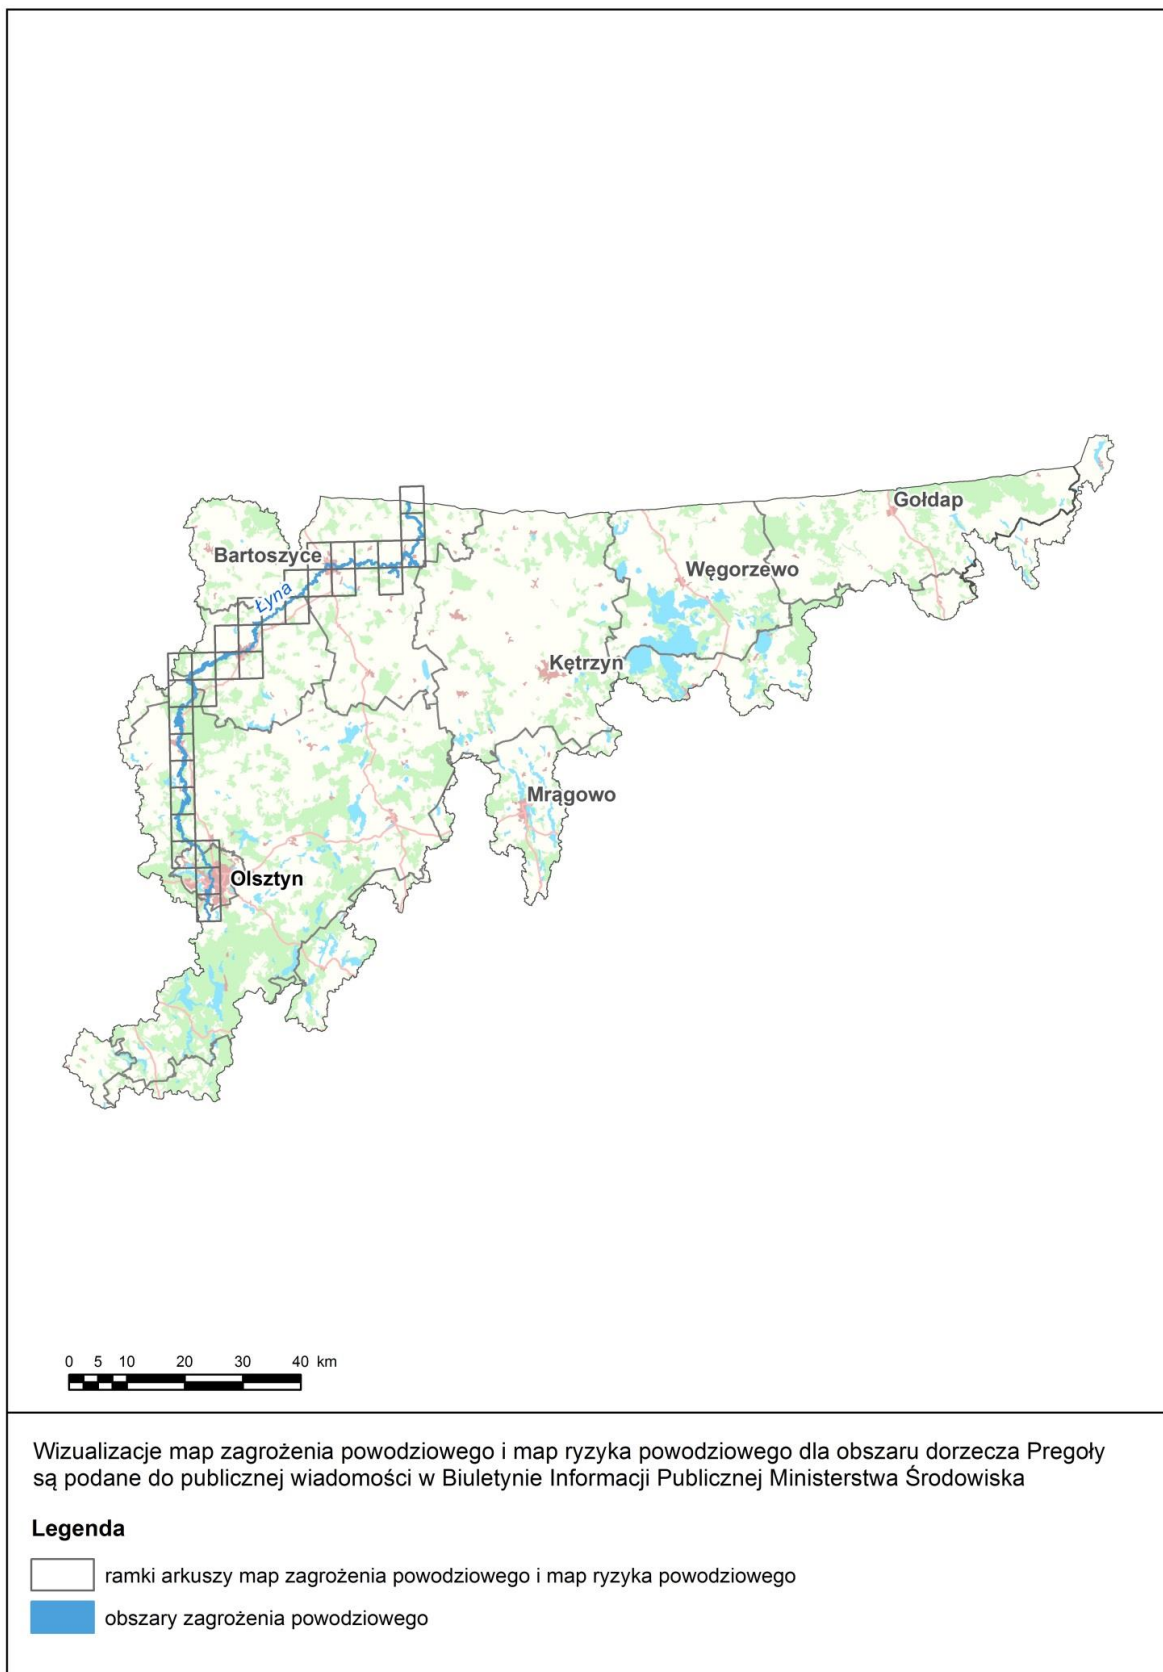 Gołdap
Bartoszyce
Węgorzewo
Łyna
Kętrzyn
Mrągowo
Olsztyn
0 5 10 20 30 40 km
Wizualizacje map zagrożenia powodziowego i map ryzyka powodziowego dla obszaru dorzecza Pregoły
są podane do publicznej wiadomości w Biuletynie Informacji Publicznej Ministerstwa Środowiska
Legenda
ramki arkuszy map zagrożenia powodziowego i map ryzyka powodziowego
obszary zagrożenia powodziowego